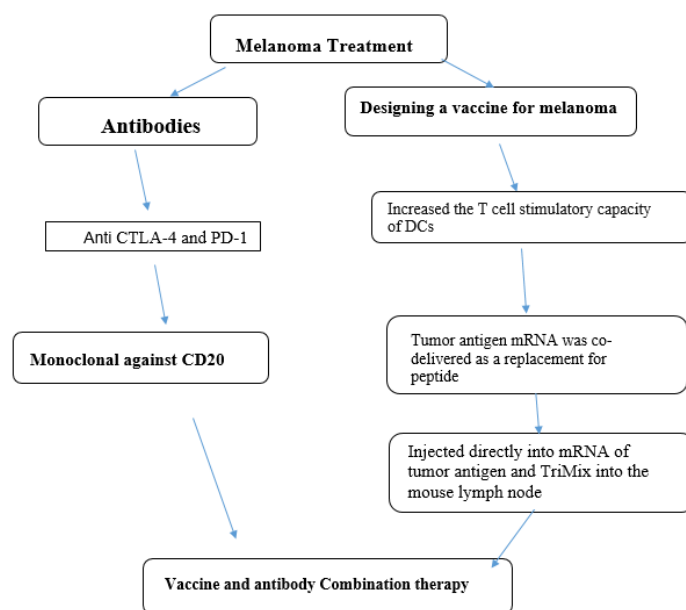 Melanoma Treatment
Antibodies
Designing a vaccine for melanoma
Anti CTLA-4 and PD-1
Increased the T cell stimulatory capacity
of DCs
Monoclonal against CD20
Tumor antigen mRNA was co-
delivered as a replacement for
peptide
Injected directly into mRNA of
tumor antigen and TriMix into the
mouse lymph node
Vaccine and antibody Combination therapy